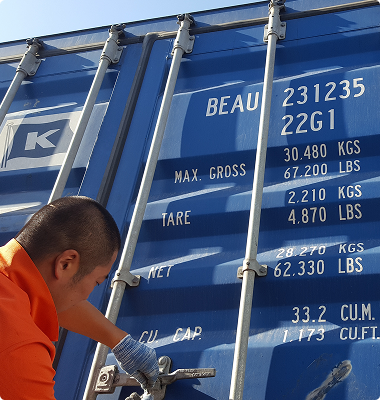 K
BEAU 231235
22G1
30.480 KGS
MAX. GROSS 67.200 LBS
2.210 KGS
TARE 4.870 LBS
28.270 KGS
NET 62.330 LBS
33.2 CU.M.
CU. CAP. 1.173 CU.FT.